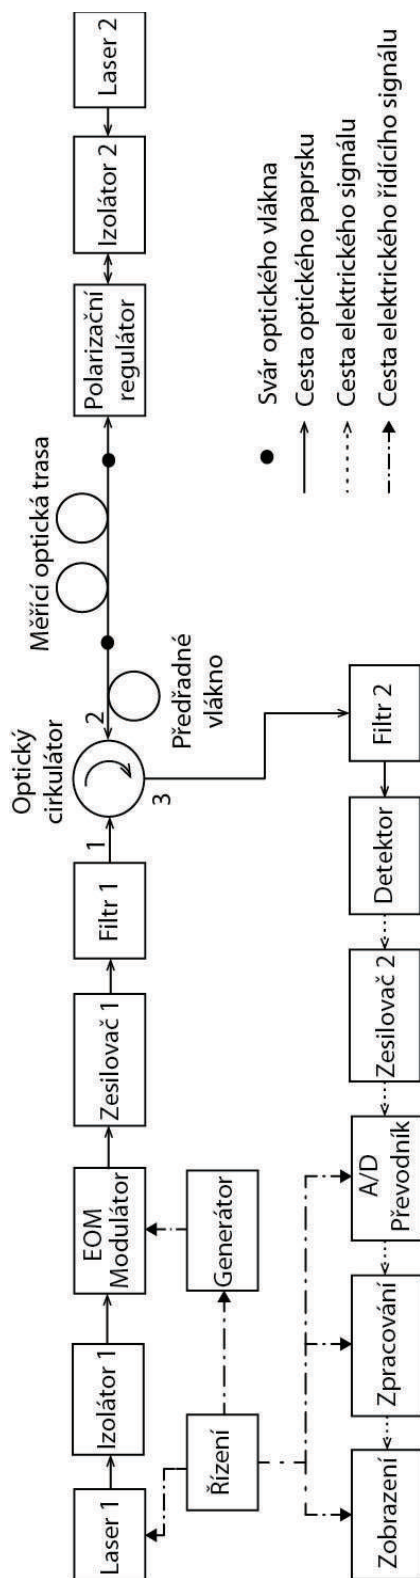 Laser 1
Izolátor 1
EOM
Modulátor
Zesilovač 1
Filtr 1
1
Optický
cirkulátor
2
3
Předřadné
vlákno
Měřící optická trasa
Polarizační
regulátor
Izolátor 2
Laser 2
Řízení
Generátor
Zobrazení
Zpracování
A/D
Převodník
Zesilovač 2
Detektor
Filtr 2
Svár optického vlákna
Cesta optického paprsku
Cesta elektrického signálu
Cesta elektrického řídícího signálu